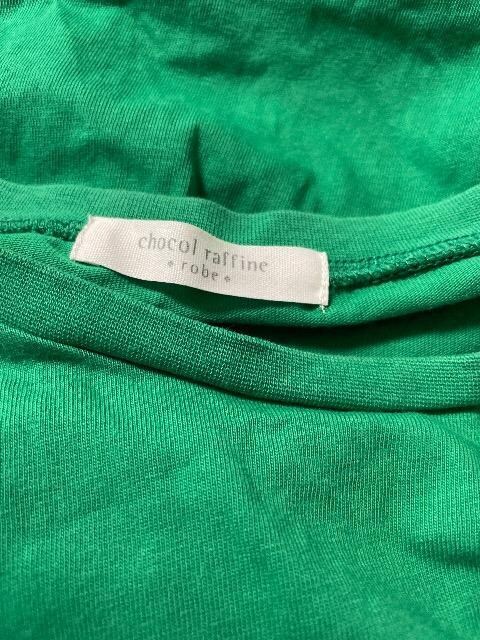 chocol raffine
• robe •